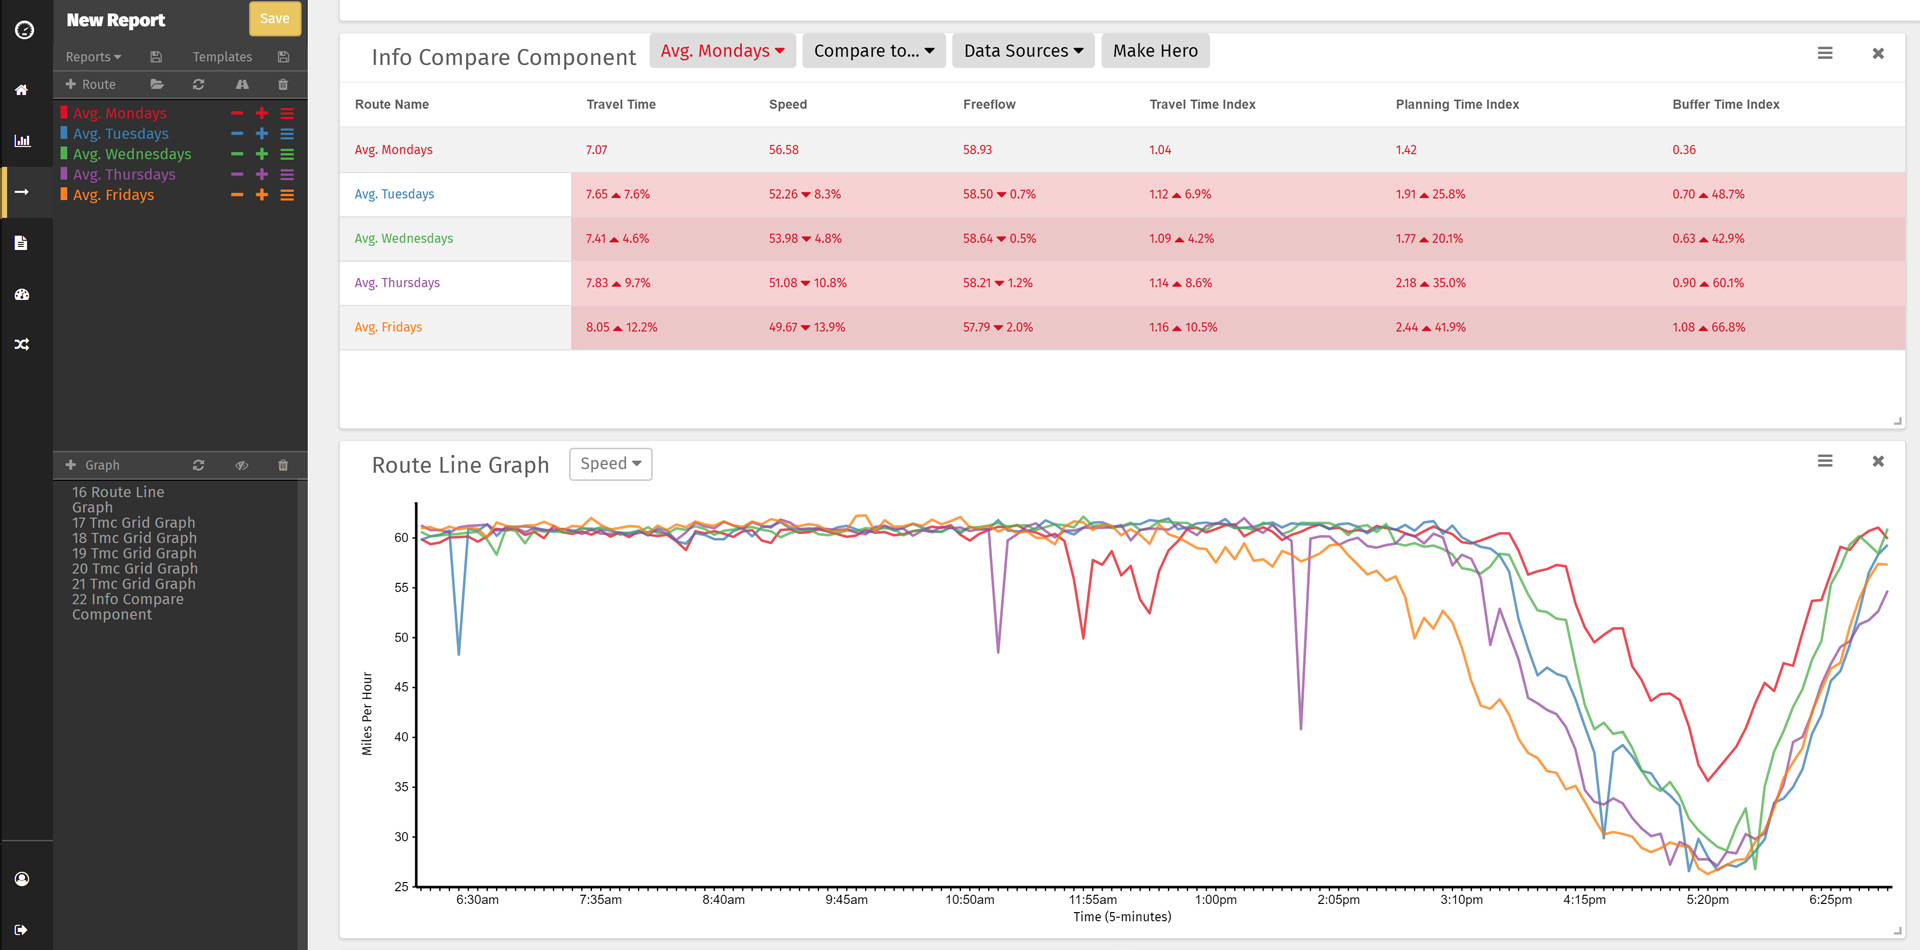 New Report
Save
Reports
Templates
Route
Avg. Mondays
Avg. Tuesdays
Avg. Wednesdays
Avg. Thursdays
Avg. Fridays
Graph
16 Route Line
Graph
17 Tmc Grid Graph
18 Tmc Grid Graph
19 Tmc Grid Graph
20 Tmc Grid Graph
21 Tmc Grid Graph
22 Info Compare
Component
Info Compare Component Avg. Mondays Compare to... Data Sources Make Hero
Route Name Travel Time Speed Freeflow Travel Time Index Planning Time Index Buffer Time Index
Avg. Mondays 7.07 56.58 58.93 1.04 1.42 0.36
Avg. Tuesdays 7.65 ▲ 7.6% 52.26 ▼ 8.3% 58.50 ▼ 0.7% 1.12 ▲ 6.9% 1.91 ▲ 25.8% 0.70 ▲ 48.7%
Avg. Wednesdays 7.41 ▲ 4.6% 53.98 ▼ 4.8% 58.64 ▼ 0.5% 1.09 ▲ 4.2% 1.77 ▲ 20.1% 0.63 ▲ 42.9%
Avg. Thursdays 7.83 ▲ 9.7% 51.08 ▼ 10.8% 58.21 ▼ 1.2% 1.14 ▲ 8.6% 2.18 ▲ 35.0% 0.90 ▲ 60.1%
Avg. Fridays 8.05 ▲ 12.2% 49.67 ▼ 13.9% 57.79 ▼ 2.0% 1.16 ▲ 10.5% 2.44 ▲ 41.9% 1.08 ▲ 66.8%
Route Line Graph Speed
Miles Per Hour
60
55
50
45
40
35
30
25
6:30am 7:35am 8:40am 9:45am 10:50am 11:55am 1:00pm 2:05pm 3:10pm 4:15pm 5:20pm 6:25pm
Time (5-minutes)